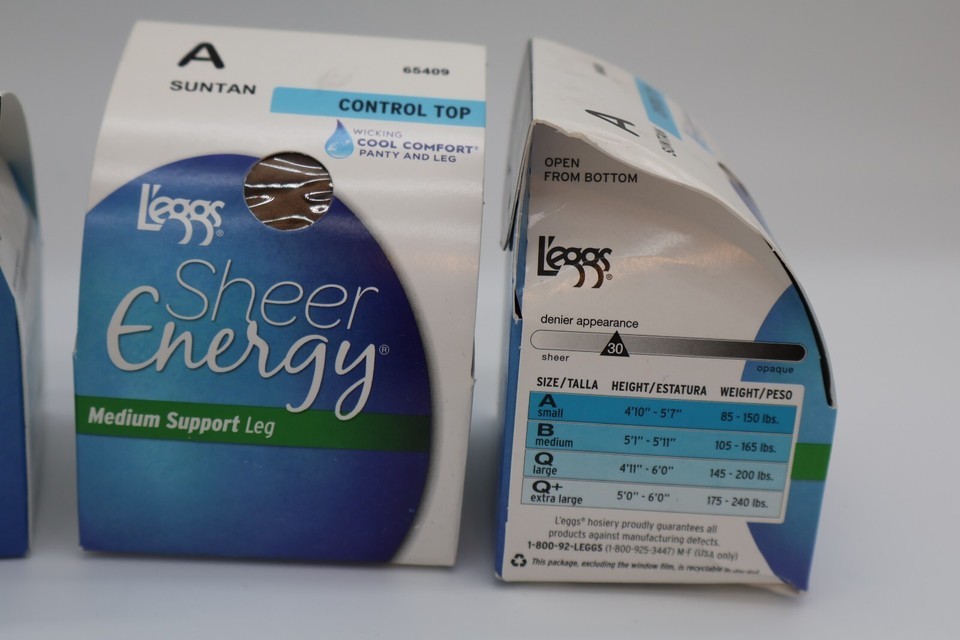 A
SUNTAN
65409
CONTROL TOP
WICKING
COOL COMFORT®
PANTY AND LEG
L'eggs®
Sheer
Energy®
Medium Support Leg
A
SUNTAN
OPEN
FROM BOTTOM
L'eggs®
denier appearance
30
sheer
opaque
SIZE/TALLA HEIGHT/ESTATURA WEIGHT/PESO
A
small 4'10" - 5'7" 85 - 150 lbs.
B
medium 5'1" - 5'11" 105 - 165 lbs.
Q
large 4'11" - 6'0" 145 - 200 lbs.
Q+
extra large 5'0" - 6'0" 175 - 240 lbs.
L'eggs® hosiery proudly guarantees all
products against manufacturing defects.
1-800-92-LEGGS (1-800-925-3447) M-F (USA only)
This package, excluding the window film, is recyclable